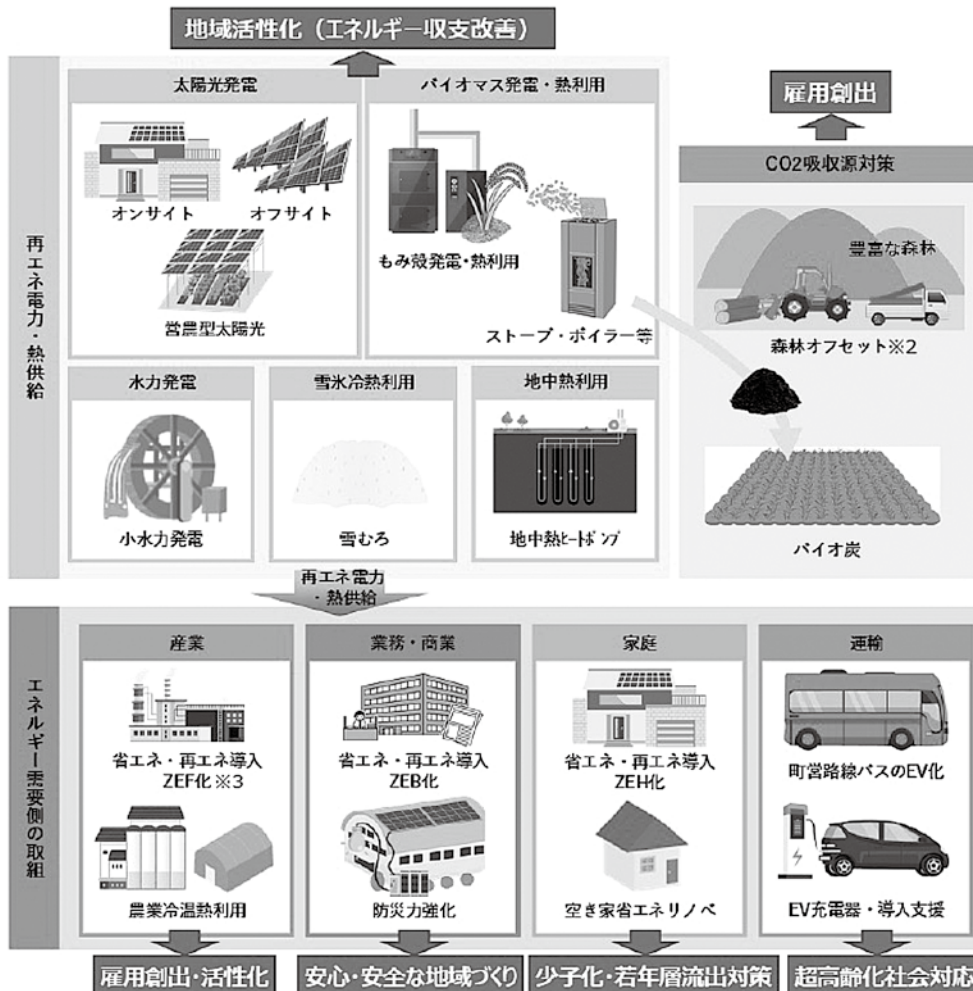 地域活性化（エネルギー収支改善）
再エネ電力・熱供給
太陽光発電
オンサイト
オフサイト
営農型太陽光
バイオマス発電・熱利用
もみ殻発電・熱利用
ストーブ・ボイラー等
水力発電
小水力発電
雪氷冷熱利用
雪むろ
地中熱利用
地中熱ﾋｰﾄﾎﾟﾝﾌﾟ
雇用創出
CO2吸収源対策
豊富な森林
森林オフセット※2
バイオ炭
再エネ電力
・熱供給
エネルギー需要側の取組
産業
省エネ・再エネ導入
ZEF化 ※3
農業冷温熱利用
雇用創出・活性化
業務・商業
省エネ・再エネ導入
ZEB化
防災力強化
安心・安全な地域づくり
家庭
省エネ・再エネ導入
ZEH化
空き家省エネリノベ
少子化・若年層流出対策
運輸
町営路線バスのEV化
EV充電器・導入支援
超高齢化社会対応